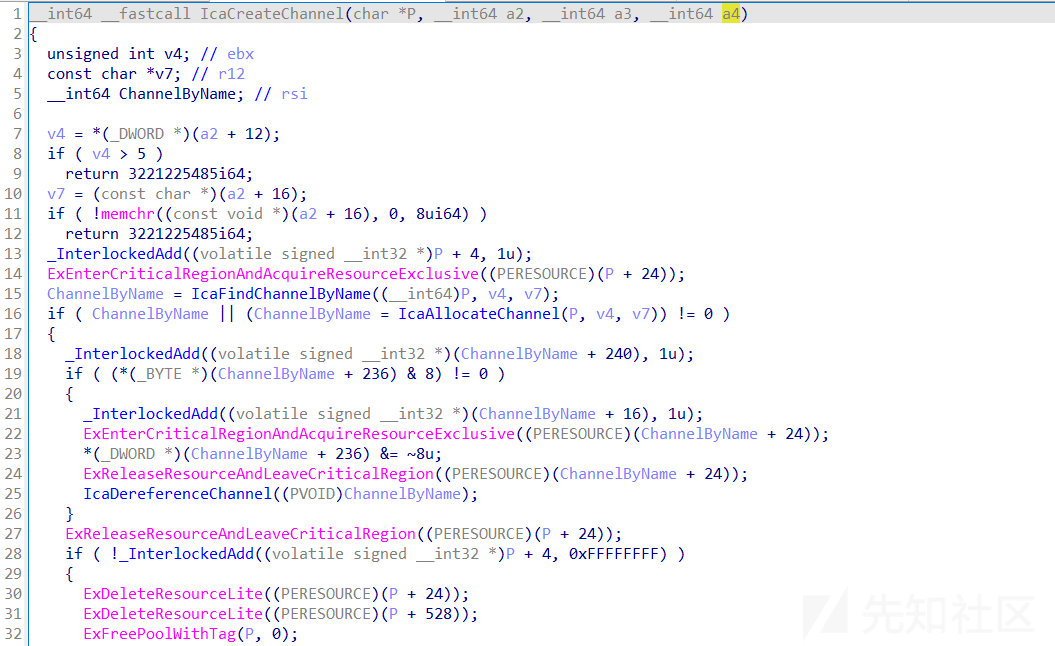 1 __int64 __fastcall IcaCreateChannel(char *P, __int64 a2, __int64 a3, __int64 a4)
2 {
3 unsigned int v4; // ebx
4 const char *v7; // r12
5 __int64 ChannelByName; // rsi
6
7 v4 = *(_DWORD *)(a2 + 12);
8 if ( v4 > 5 )
9 return 3221225485i64;
10 v7 = (const char *)(a2 + 16);
11 if ( !memchr((const void *)(a2 + 16), 0, 8ui64) )
12 return 3221225485i64;
13 _InterlockedAdd((volatile signed __int32 *)P + 4, 1u);
14 ExEnterCriticalRegionAndAcquireResourceExclusive((PERESOURCE)(P + 24));
15 ChannelByName = IcaFindChannelByName((__int64)P, v4, v7);
16 if ( ChannelByName || (ChannelByName = IcaAllocateChannel(P, v4, v7)) != 0 )
17 {
18 _InterlockedAdd((volatile signed __int32 *)(ChannelByName + 240), 1u);
19 if ( (*(_BYTE *)(ChannelByName + 236) & 8) != 0 )
20 {
21 _InterlockedAdd((volatile signed __int32 *)(ChannelByName + 16), 1u);
22 ExEnterCriticalRegionAndAcquireResourceExclusive((PERESOURCE)(ChannelByName + 24));
23 *(_DWORD *)(ChannelByName + 236) &= ~8u;
24 ExReleaseResourceAndLeaveCriticalRegion((PERESOURCE)(ChannelByName + 24));
25 IcaDereferenceChannel((PVOID)ChannelByName);
26 }
27 ExReleaseResourceAndLeaveCriticalRegion((PERESOURCE)(P + 24));
28 if ( !_InterlockedAdd((volatile signed __int32 *)P + 4, 0xFFFFFFFF) )
29 {
30 ExDeleteResourceLite((PERESOURCE)(P + 24));
31 ExDeleteResourceLite((PERESOURCE)(P + 528));
32 ExFreePoolWithTag(P, 0);
先知社区